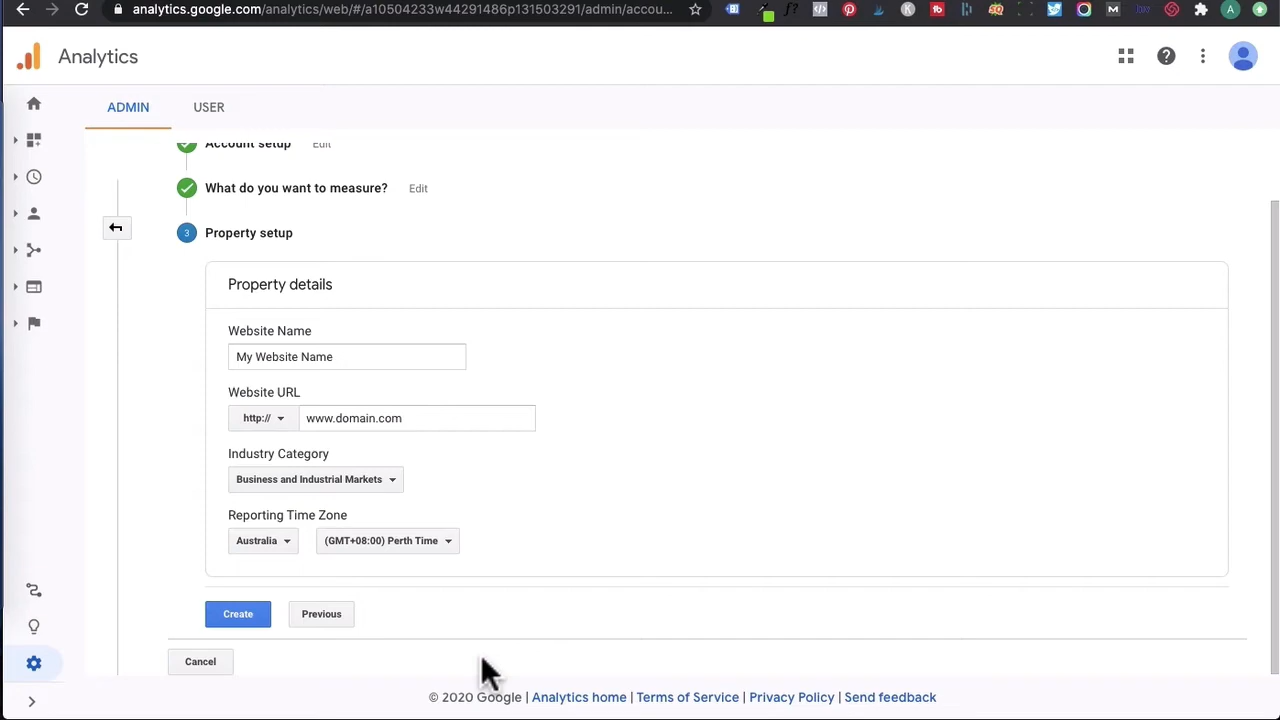 analytics.google.com/analytics/web/#/a10504233w44291486p131503291/admin/accou...
Analytics
ADMIN
USER
Account setup Edit
What do you want to measure? Edit
3 Property setup
Property details
Website Name
My Website Name
Website URL
http:// www.domain.com
Industry Category
Business and Industrial Markets
Reporting Time Zone
Australia (GMT+08:00) Perth Time
Create Previous
Cancel
© 2020 Google | Analytics home | Terms of Service | Privacy Policy | Send feedback